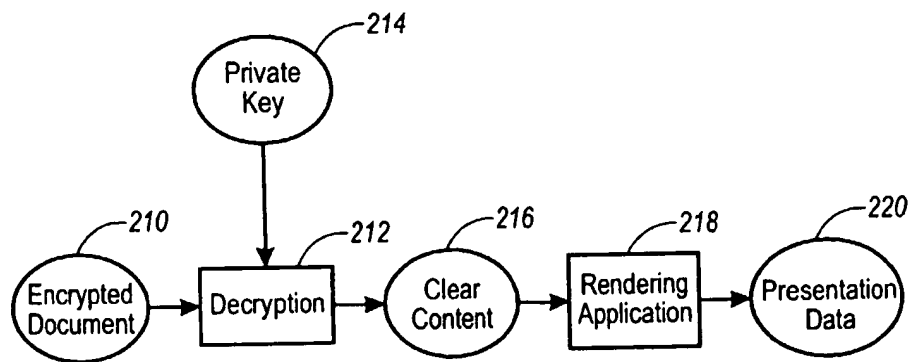 214
Private
Key
210
212
216
218
220
Encrypted
Document
Decryption
Clear
Content
Rendering
Application
Presentation
Data